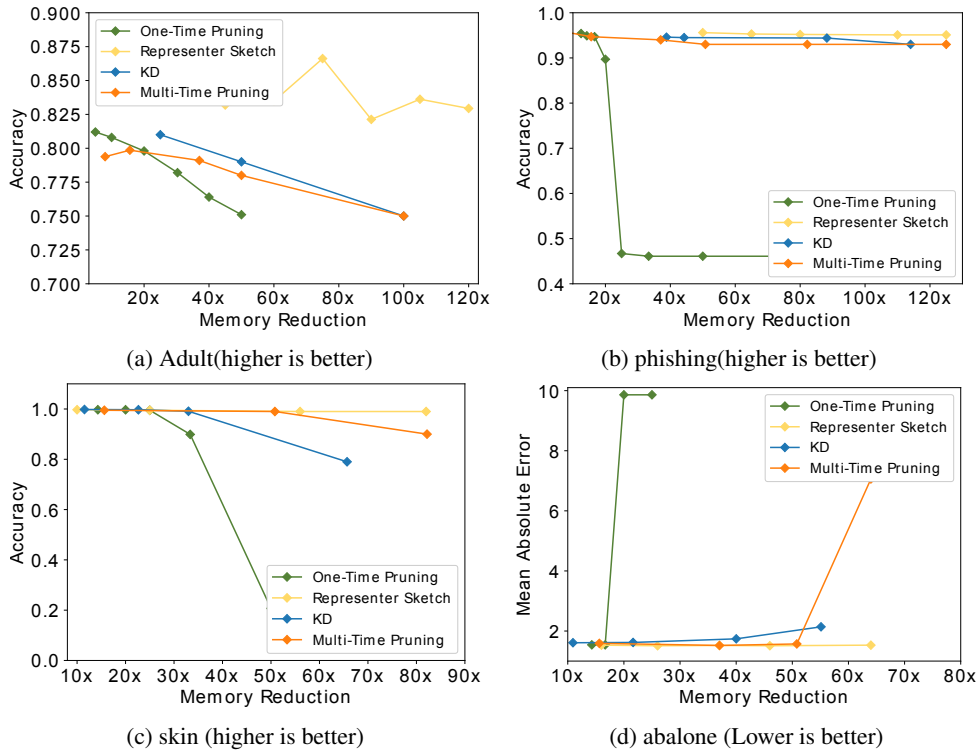 0.900
0.875
0.850
0.825
0.800
0.775
0.750
0.725
0.700
Accuracy
One-Time Pruning
Representer Sketch
KD
Multi-Time Pruning
20x 40x 60x 80x 100x 120x
Memory Reduction
(a) Adult(higher is better)
1.0
0.9
0.8
0.7
0.6
0.5
0.4
Accuracy
One-Time Pruning
Representer Sketch
KD
Multi-Time Pruning
20x 40x 60x 80x 100x 120x
Memory Reduction
(b) phishing(higher is better)
1.0
0.8
0.6
0.4
0.2
0.0
Accuracy
One-Time Pruning
Representer Sketch
KD
Multi-Time Pruning
10x 20x 30x 40x 50x 60x 70x 80x 90x
Memory Reduction
(c) skin (higher is better)
10
8
6
4
2
Mean Absolute Error
One-Time Pruning
Representer Sketch
KD
Multi-Time Pruning
10x 20x 30x 40x 50x 60x 70x 80x
Memory Reduction
(d) abalone (Lower is better)